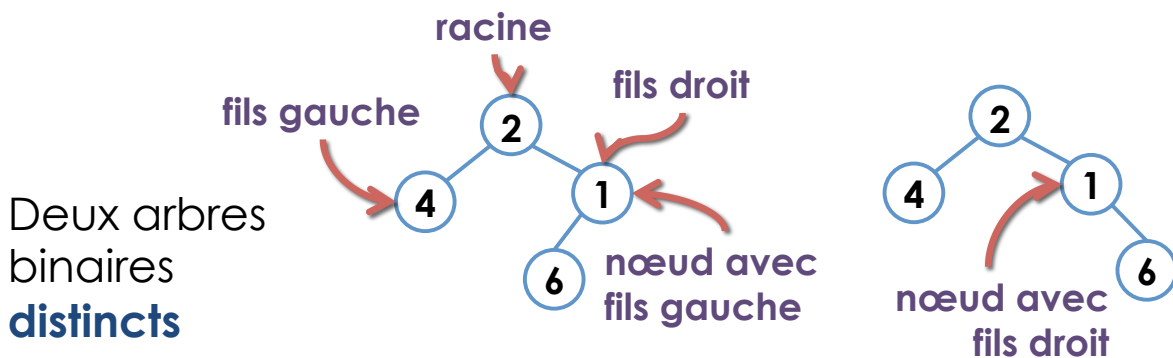 racine
fils gauche
fils droit
2
4
1
6
nœud avec
fils gauche
2
4
1
6
nœud avec
fils droit
Deux arbres
binaires
distincts